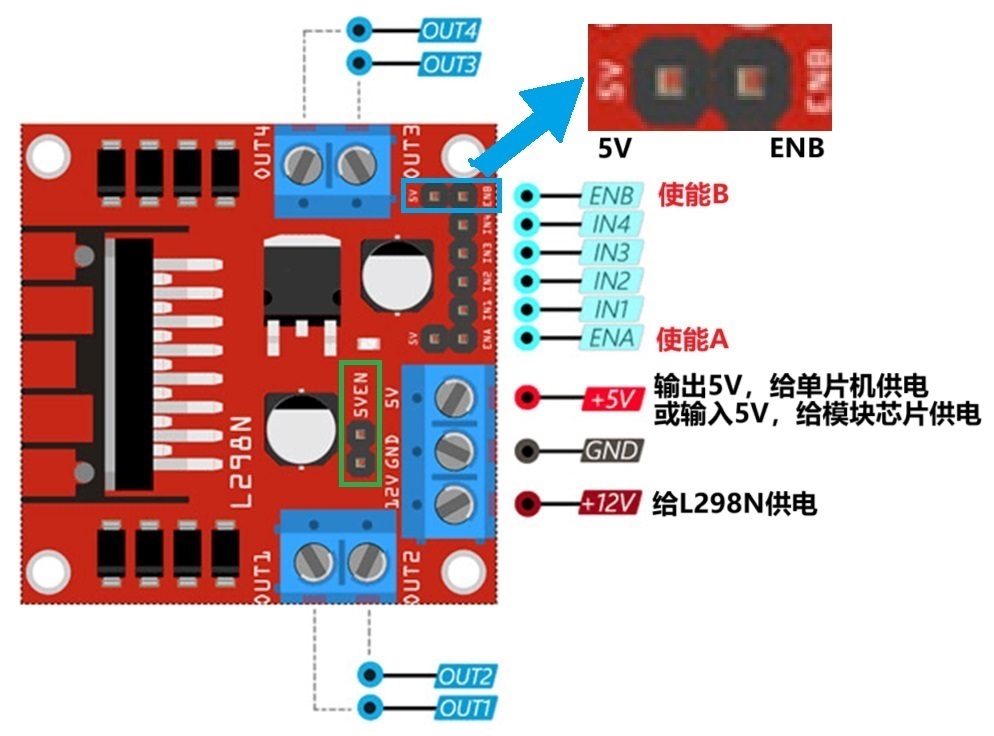 OUT4
OUT3
5V
ENB
5V
ENB
OUT4
OUT3
5V
ENB
IN4
IN3
IN2
IN1
5V
ENA
ENB
使能B
IN4
IN3
IN2
IN1
ENA
使能A
+5V
输出5V，给单片机供电
或输入5V，给模块芯片供电
GND
+12V
给L298N供电
5VEN
5V
GND
12V
L298N
OUT1
OUT2
OUT2
OUT1